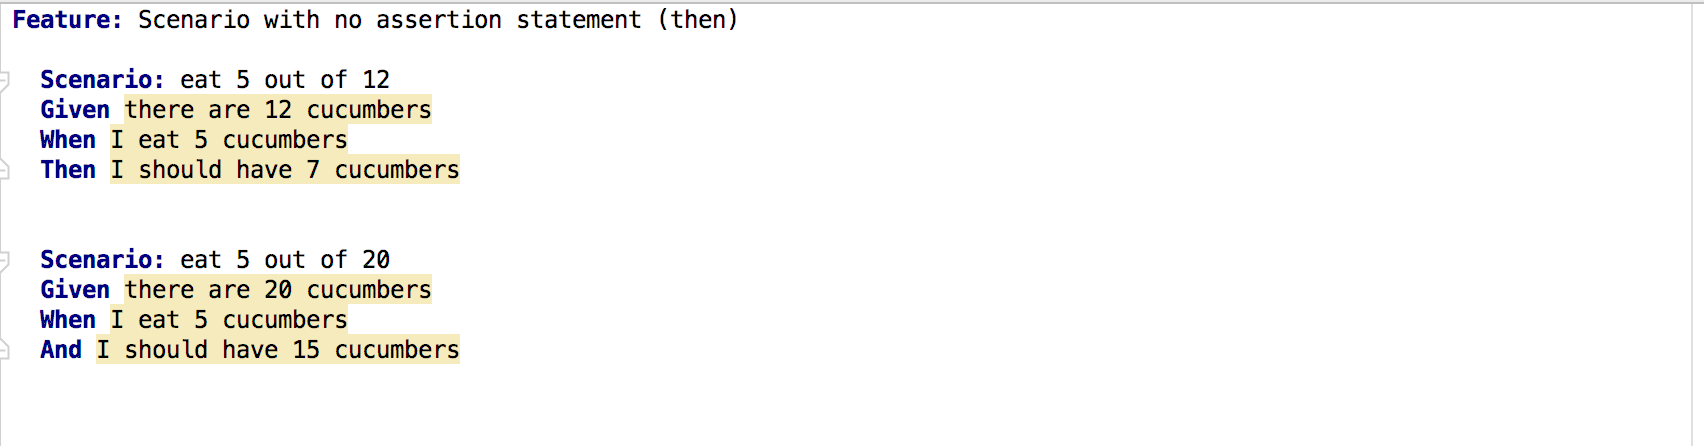 Feature: Scenario with no assertion statement (then)
Scenario: eat 5 out of 12
Given there are 12 cucumbers
When I eat 5 cucumbers
Then I should have 7 cucumbers
Scenario: eat 5 out of 20
Given there are 20 cucumbers
When I eat 5 cucumbers
And I should have 15 cucumbers